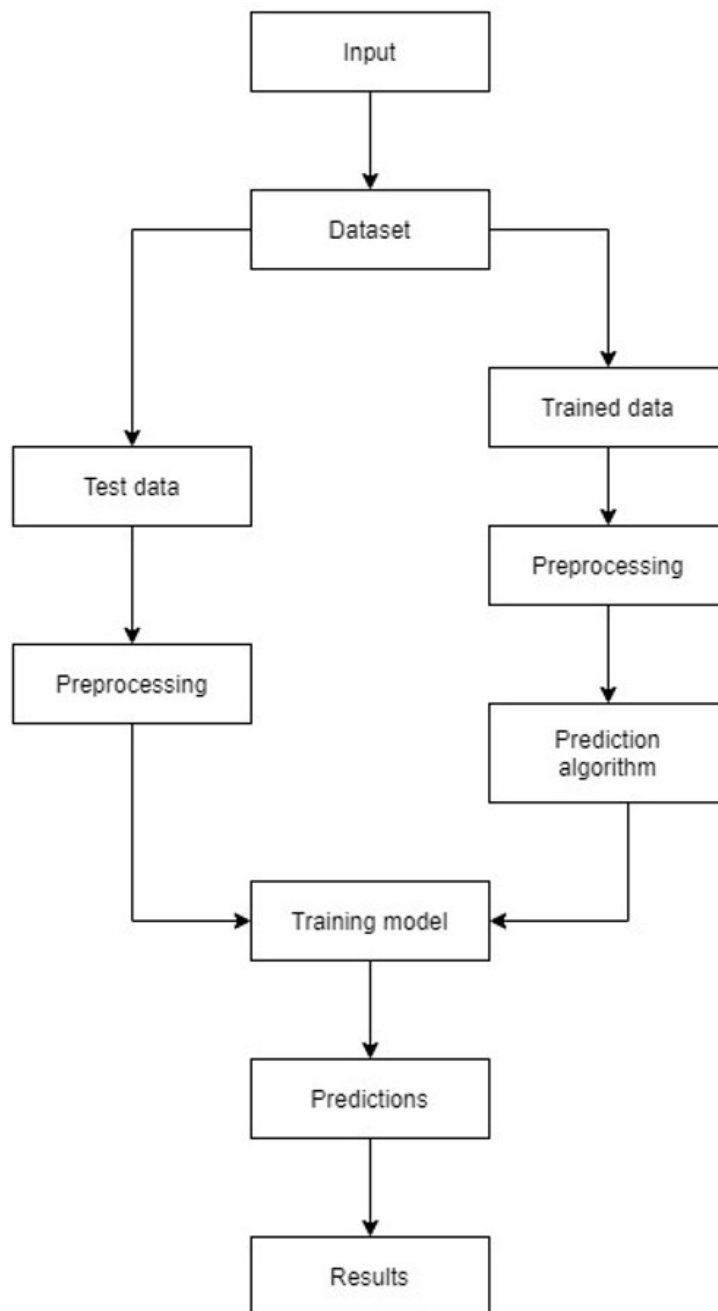 Input
Dataset
Trained data
Test data
Preprocessing
Preprocessing
Prediction
algorithm
Training model
Predictions
Results